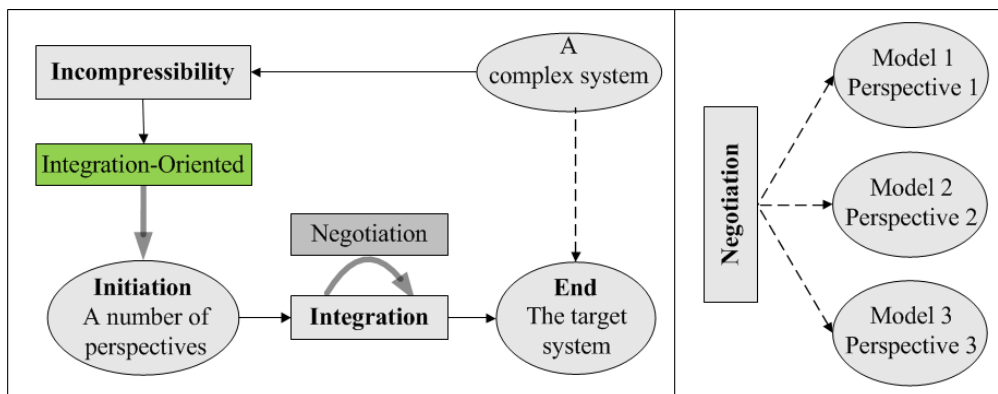 A
complex system
Incompressibility
Integration-Oriented
Negotiation
Initiation
A number of
perspectives
Integration
End
The target
system
Negotiation
Model 1
Perspective 1
Model 2
Perspective 2
Model 3
Perspective 3